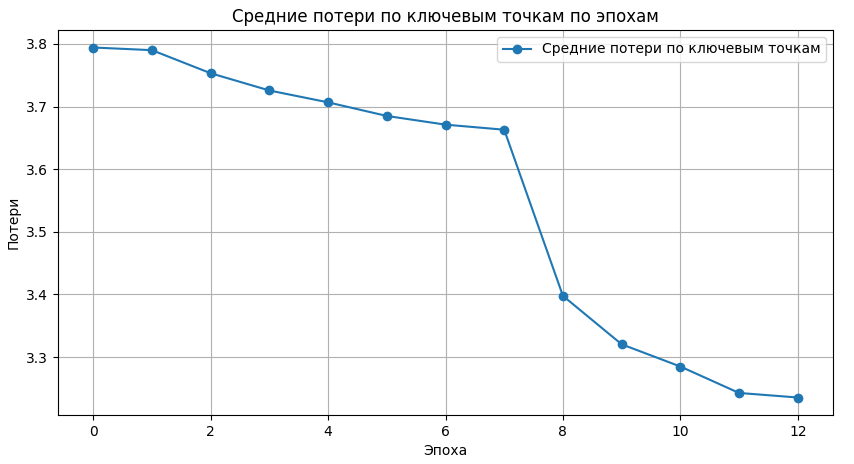 Средние потери по ключевым точкам по эпохам
Средние потери по ключевым точкам
3.8
3.7
3.6
3.5
3.4
3.3
Потери
0 2 4 6 8 10 12
Эпоха